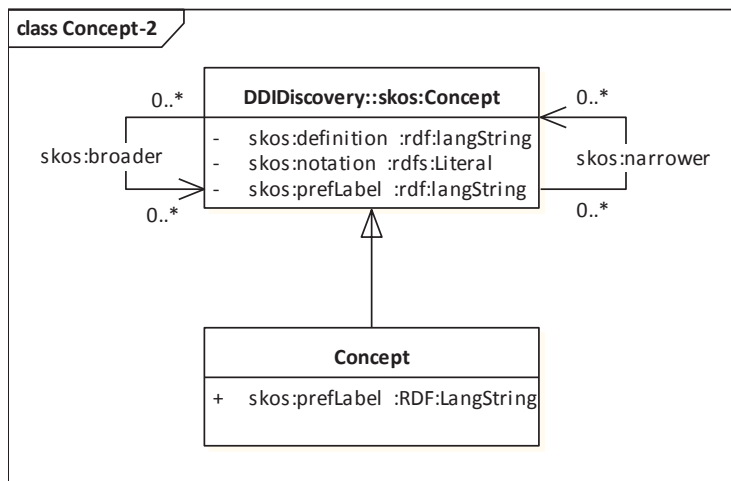 class Concept-2
DDIDiscovery::skos:Concept
0..*
0..*
- skos:definition :rdf:langString
skos:broader
- skos:notation :rdfs:Literal
skos:narrower
- skos:prefLabel :rdf:langString
0..*
0..*
Concept
+ skos:prefLabel :RDF:LangString